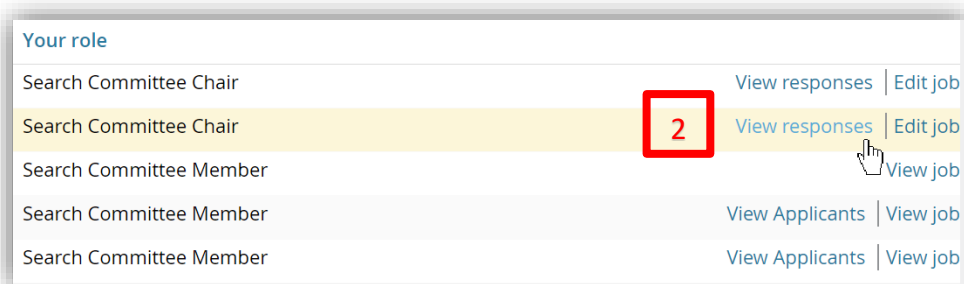 Your role
Search Committee Chair View responses | Edit job
Search Committee Chair 2 View responses | Edit job
Search Committee Member View job
Search Committee Member View Applicants | View job
Search Committee Member View Applicants | View job